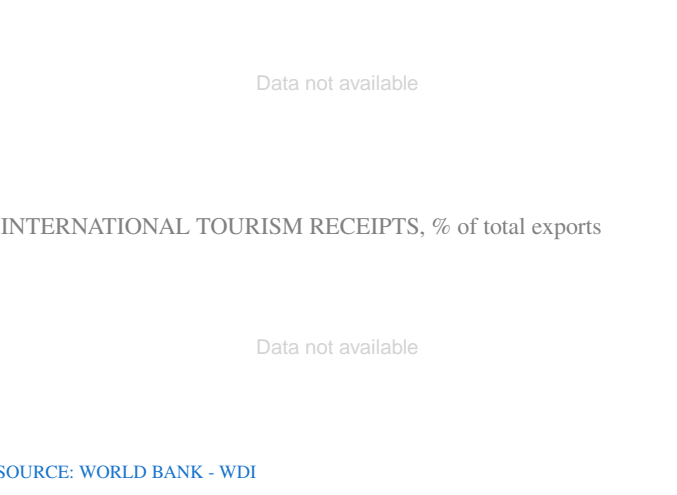 Data not available
INTERNATIONAL TOURISM RECEIPTS, % of total exports
Data not available
SOURCE: WORLD BANK - WDI